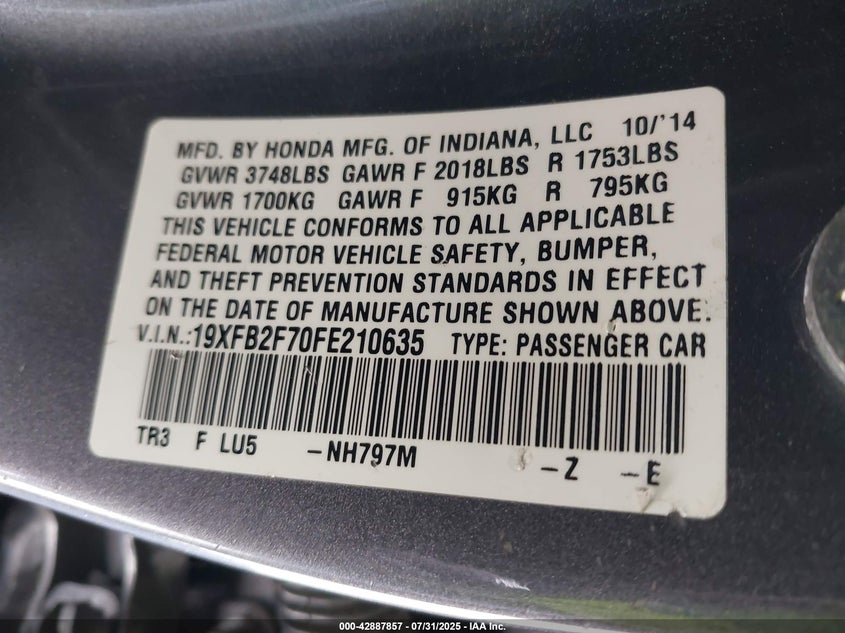 MFD. BY HONDA MFG. OF INDIANA, LLC 10/'14
GVWR 3748LBS GAWR F 2018LBS R 1753LBS
GVWR 1700KG GAWR F 915KG R 795KG
THIS VEHICLE CONFORMS TO ALL APPLICABLE
FEDERAL MOTOR VEHICLE SAFETY, BUMPER,
AND THEFT PREVENTION STANDARDS IN EFFECT
ON THE DATE OF MANUFACTURE SHOWN ABOVE.
V.I.N.:19XFB2F70FE210635 TYPE: PASSENGER CAR
TR3 F LU5 -NH797M -Z -E
000-42887857 - 07/31/2025 - IAA Inc.